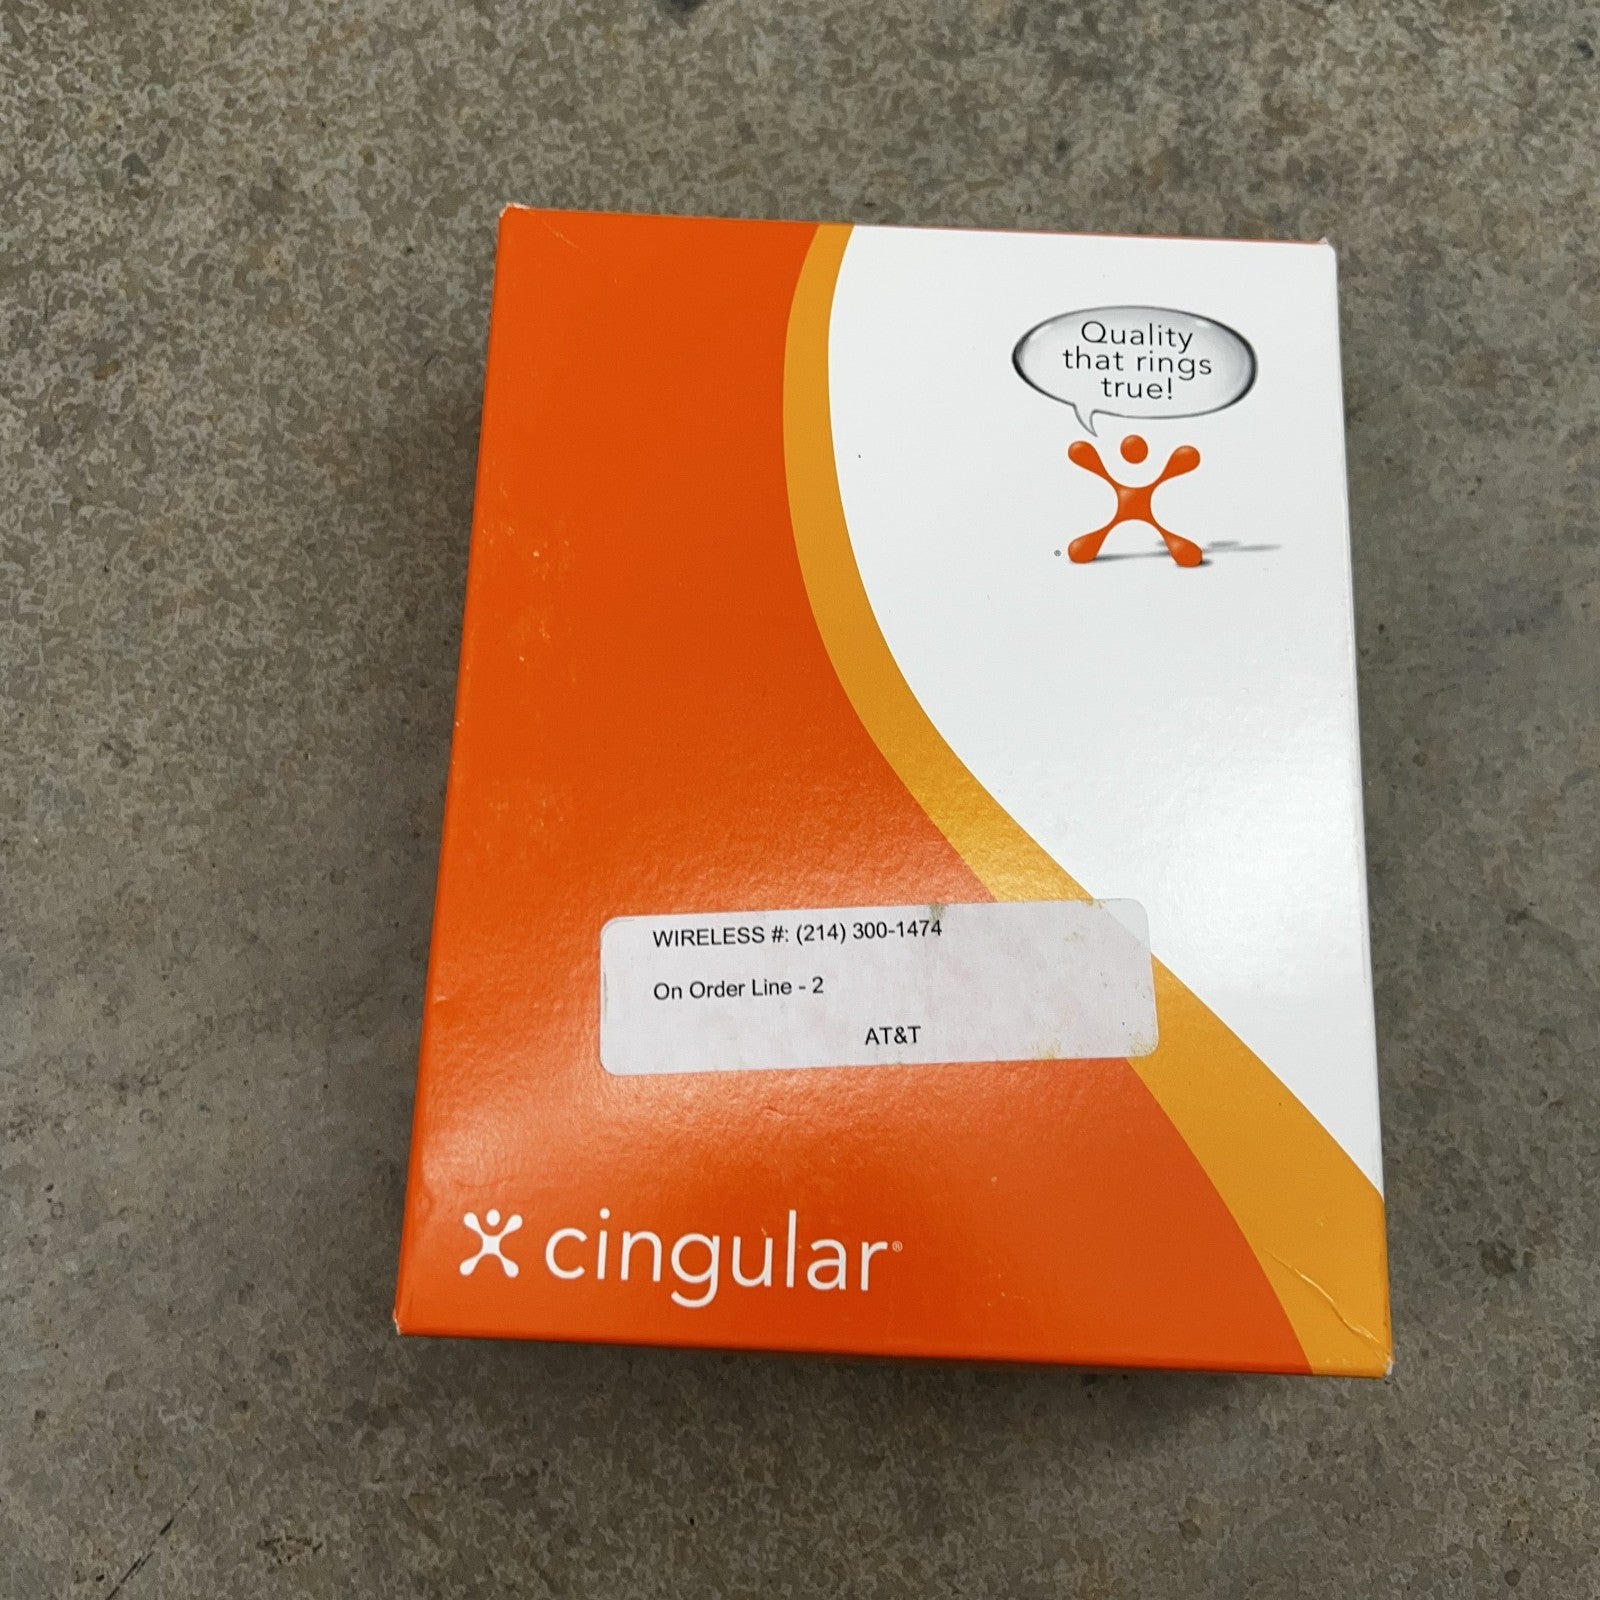 Quality
that rings
true!
®
WIRELESS #: (214) 300-1474
On Order Line - 2
AT&T
cingular®